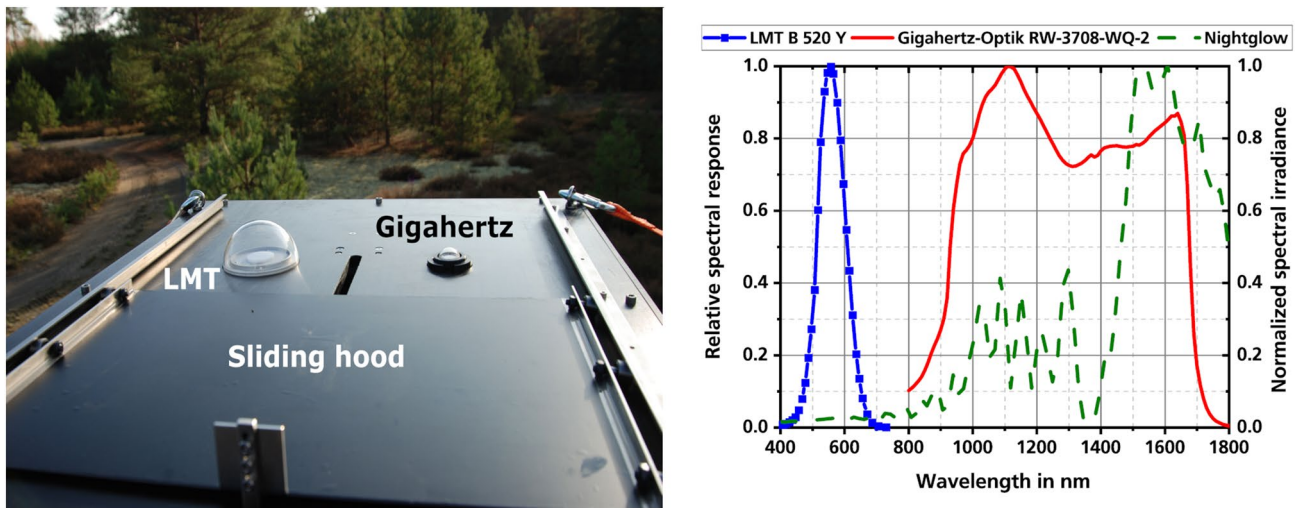 Gigahertz
LMT
Sliding hood
LMT B 520 Y Gigahertz-Optik RW-3708-WQ-2 Nightglow
Relative spectral response
1.0 1.0
0.8 0.8
0.6 0.6
0.4 0.4
0.2 0.2
0.0 0.0
Normalized spectral irradiance
400 600 800 1000 1200 1400 1600 1800
Wavelength in nm